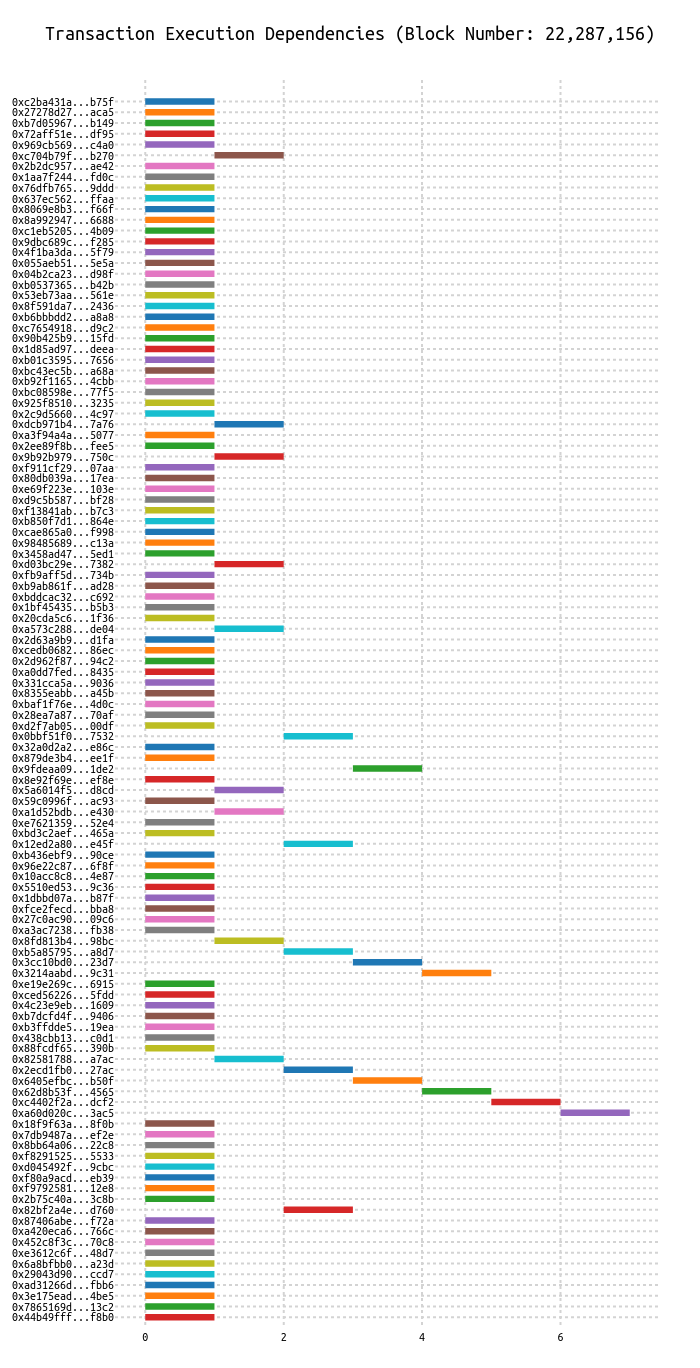 Transaction Execution Dependencies (Block Number: 22,287,156)
0xc2ba431a...b75f
0x27278d27...aca5
0xb7d05967...b149
0x72aff51e...df95
0x969cb569...c4a0
0xc704b79f...b270
0x2b2dc957...ae42
0x1aa7f244...fd0c
0x76dfb765...9ddd
0x637ec562...ffaa
0x8069e8b3...f66f
0x8a992947...6688
0xc1eb5205...4b09
0x9dbc689c...f285
0x4f1ba3da...5f79
0x055aeb51...5e5a
0x04b2ca23...d98f
0xb0537365...b42b
0x53eb73aa...561e
0x8f591da7...2436
0xb6bbbdd2...a8a8
0xc7654918...d9c2
0x90b425b9...15fd
0x1d85ad97...deea
0xb01c3595...7656
0xbc43ec5b...a68a
0xb92f1165...4cbb
0xbc08598e...77f5
0x925f8510...3235
0x2c9d5660...4c97
0xdcb971b4...7a76
0xa3f94a4a...5077
0x2ee89f8b...fee5
0x9b92b979...750c
0xf911cf29...07aa
0x80db039a...17ea
0xe69f223e...103e
0xd9c5b587...bf28
0xf13841ab...b7c3
0xb850f7d1...864e
0xcae865a0...f998
0x98485689...c13a
0x3458ad47...5ed1
0xd03bc29e...7382
0xfb9aff5d...734b
0xb9ab861f...ad28
0xbddcac32...c692
0x1bf45435...b5b3
0x20cda5c6...1f36
0xa573c288...de04
0x2d63a9b9...d1fa
0xcedb0682...86ec
0x2d962f87...94c2
0xa0dd7fed...8435
0x331cca5a...9036
0x8355eabb...a45b
0xbaf1f76e...4d0c
0x28ea7a87...70af
0xd2f7ab05...00df
0x0bbf51f0...7532
0x32a0d2a2...e86c
0x879de3b4...ee1f
0x9fdeaa09...1de2
0x8e92f69e...ef8e
0x5a6014f5...d8cd
0x59c0996f...ac93
0xa1d52bdb...e430
0xe7621359...52e4
0xbd3c2aef...465a
0x12ed2a80...e45f
0xb436ebf9...90ce
0x96e22c87...6f8f
0x10acc8c8...4e87
0x5510ed53...9c36
0x1dbbd07a...b87f
0xfce2fecd...bba8
0x27c0ac90...09c6
0xa3ac7238...fb38
0x8fd813b4...98bc
0xb5a85795...a8d7
0x3cc10bd0...23d7
0x3214aabd...9c31
0xe19e269c...6915
0xced56226...5fdd
0x4c23e9eb...1609
0xb7dcfd4f...9406
0xb3ffdde5...19ea
0x438cbb13...c0d1
0x88fcdf65...390b
0x82581788...a7ac
0x2ecd1fb0...27ac
0x6405efbc...b50f
0x62d8b53f...4565
0xc4402f2a...dcf2
0xa60d020c...3ac5
0x18f9f63a...8f0b
0x7db9487a...ef2e
0x8bb64a06...22c8
0xf8291525...5533
0xd045492f...9cbc
0xf80a9acd...eb39
0xf9792581...12e8
0x2b75c40a...3c8b
0x82bf2a4e...d760
0x87406abe...f72a
0xa420eca6...766c
0x452c8f3c...70c8
0xe3612c6f...48d7
0x6a8bfbb0...a23d
0x29043d90...ccd7
0xad31266d...fbb6
0x3e175ead...4be5
0x7865169d...13c2
0x44b49fff...f8b0
0 2 4 6